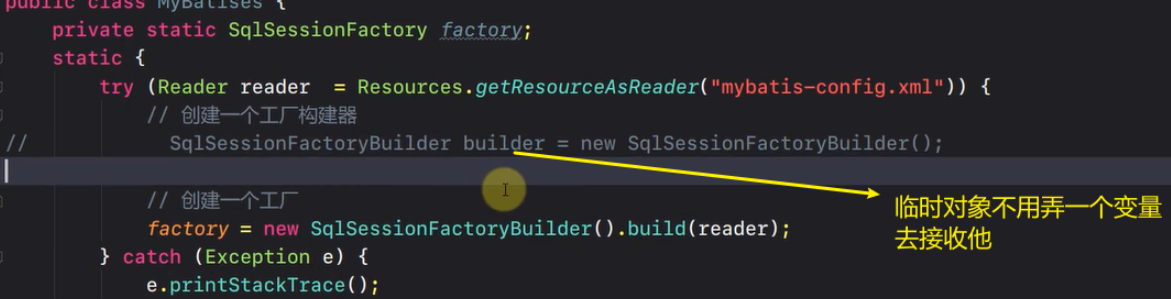 public class MyBatises {
private static SqlSessionFactory factory;
static {
try (Reader reader  = Resources.getResourceAsReader("mybatis-config.xml")) {
// 创建一个工厂构建器
//            SqlSessionFactoryBuilder builder = new SqlSessionFactoryBuilder();
// 创建一个工厂
factory = new SqlSessionFactoryBuilder().build(reader);
} catch (Exception e) {
e.printStackTrace();
临时对象不用弄一个变量
去接收他